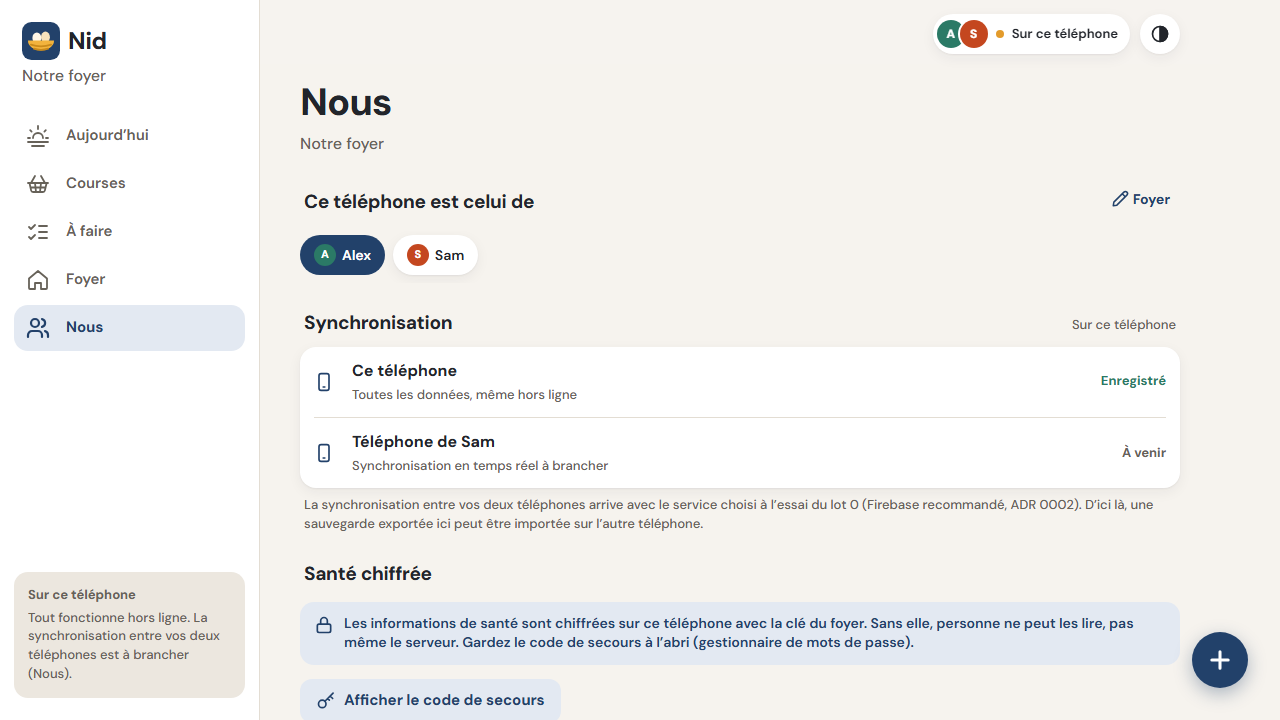 Nid
Notre foyer
Aujourd’hui
Courses
À faire
Foyer
Nous
Sur ce téléphone
Tout fonctionne hors ligne. La
synchronisation entre vos deux
téléphones est à brancher
(Nous).
A
S
Sur ce téléphone
Nous
Notre foyer
Ce téléphone est celui de
Foyer
A
Alex
S
Sam
Synchronisation
Sur ce téléphone
Ce téléphone
Toutes les données, même hors ligne
Enregistré
Téléphone de Sam
Synchronisation en temps réel à brancher
À venir
La synchronisation entre vos deux téléphones arrive avec le service choisi à l’essai du lot 0 (Firebase recommandé, ADR 0002). D’ici là, une
sauvegarde exportée ici peut être importée sur l’autre téléphone.
Santé chiffrée
Les informations de santé sont chiffrées sur ce téléphone avec la clé du foyer. Sans elle, personne ne peut les lire, pas
même le serveur. Gardez le code de secours à l’abri (gestionnaire de mots de passe).
Afficher le code de secours